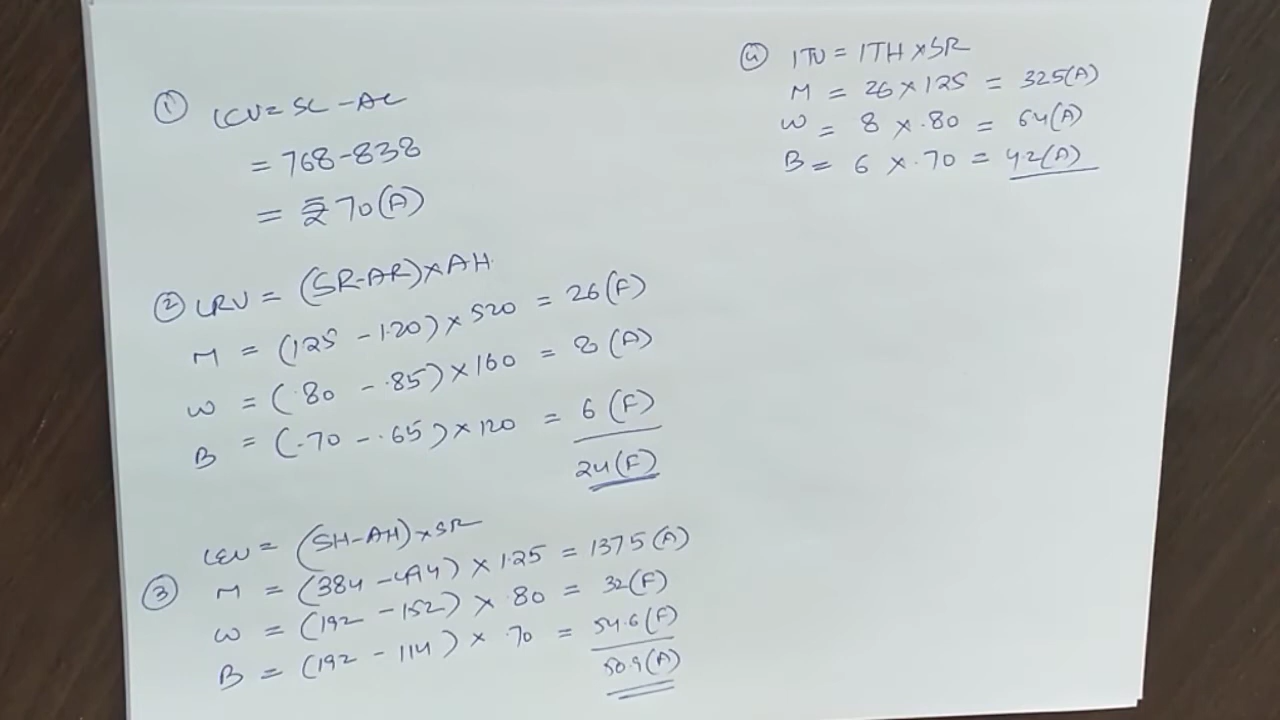 ① LCV = SC - AC
= 768-838
= 70(A)
② LRV = (SR-AR)×AH
M = (1.25 - 1.20) × 520 = 26(F)
W = (.80 - .85) × 160 = 8(A)
B = (.70 - .65) × 120 = 6(F)
24(F)
③ LEV = (SH-AH)×SR
M = (384 - 494) × 1.25 = 137.5(A)
W = (192 - 152) × .80 = 32(F)
B = (192 - 114) × .70 = 54.6(F)
50.9(A)
④ ITV = ITH × SR
M = 26 × 1.25 = 32.5(A)
W = 8 × .80 = 6.4(A)
B = 6 × .70 = 4.2(A)